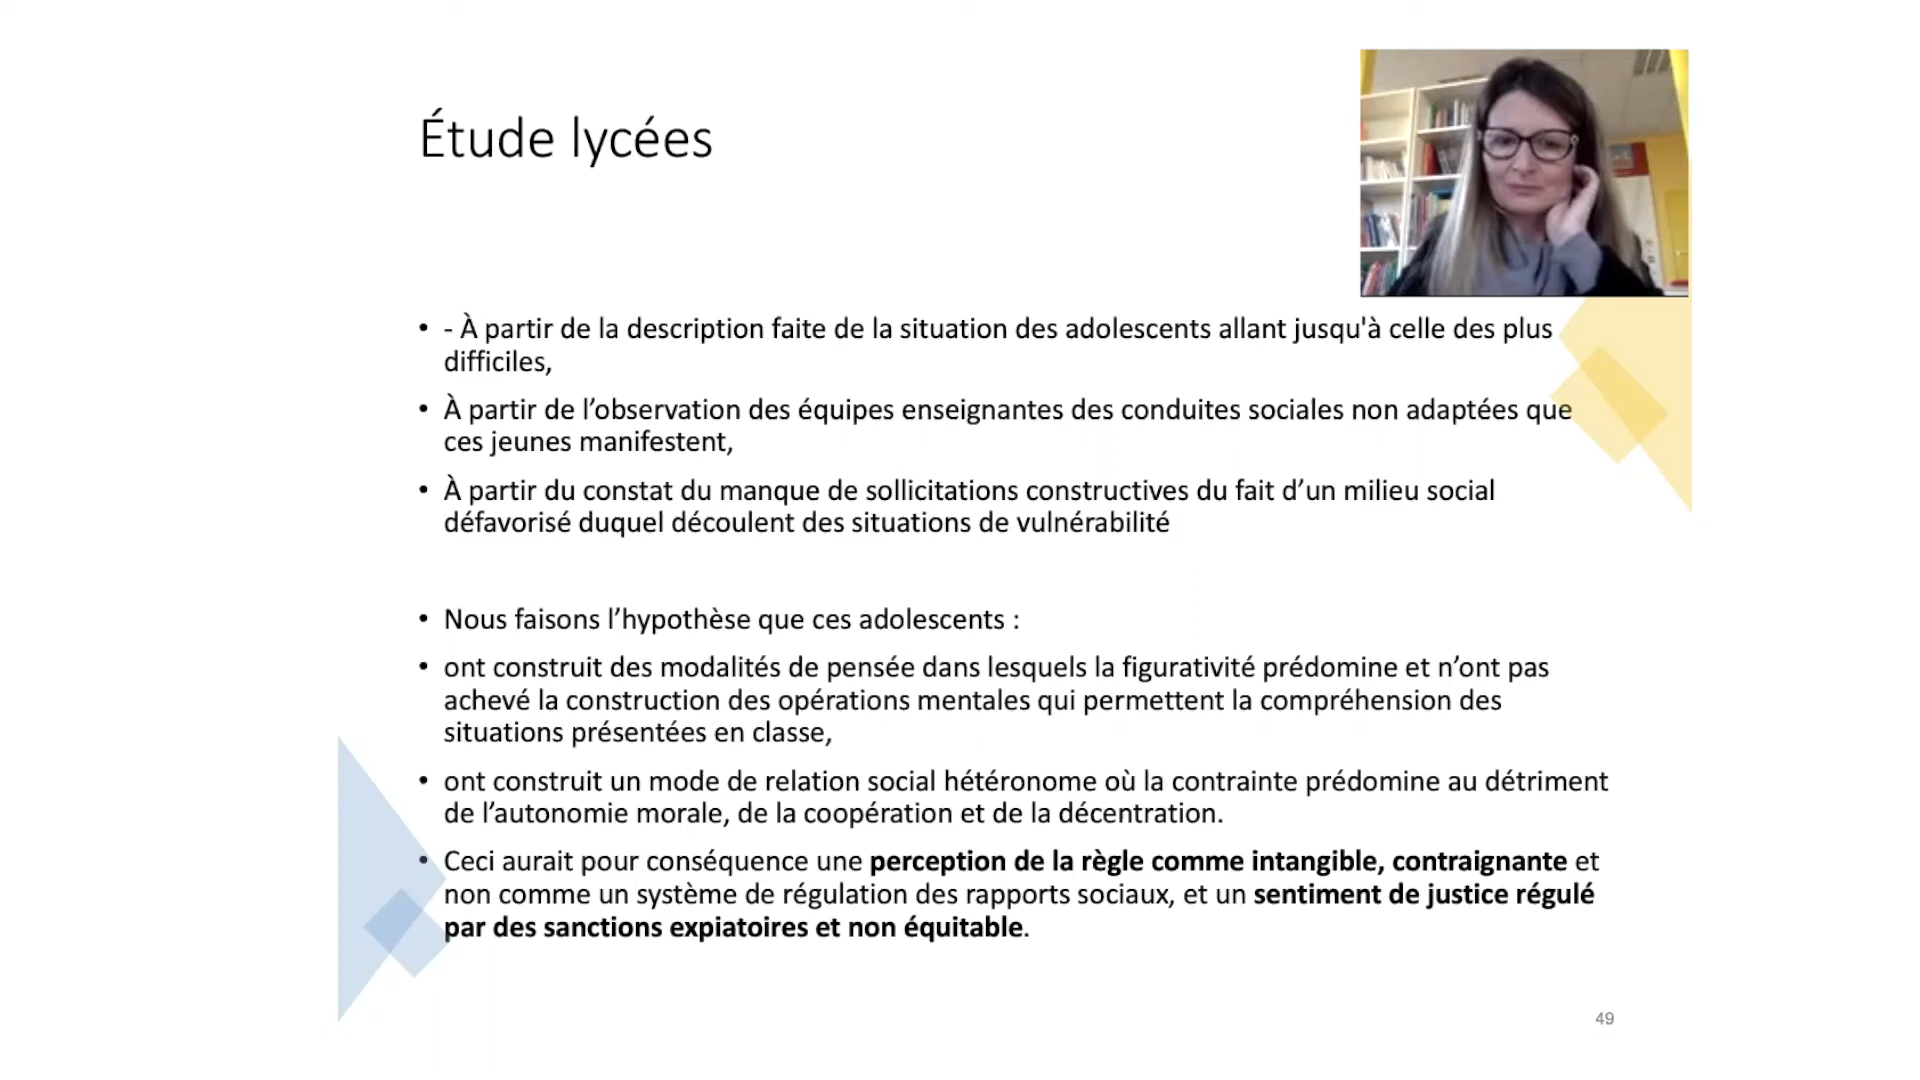 Étude lycées
• - À partir de la description faite de la situation des adolescents allant jusqu'à celle des plus
difficiles,
• À partir de l’observation des équipes enseignantes des conduites sociales non adaptées que
ces jeunes manifestent,
• À partir du constat du manque de sollicitations constructives du fait d’un milieu social
défavorisé duquel découlent des situations de vulnérabilité
• Nous faisons l’hypothèse que ces adolescents :
• ont construit des modalités de pensée dans lesquels la figurativité prédomine et n’ont pas
achevé la construction des opérations mentales qui permettent la compréhension des
situations présentées en classe,
• ont construit un mode de relation social hétéronome où la contrainte prédomine au détriment
de l’autonomie morale, de la coopération et de la décentration.
• Ceci aurait pour conséquence une perception de la règle comme intangible, contraignante et
non comme un système de régulation des rapports sociaux, et un sentiment de justice régulé
par des sanctions expiatoires et non équitable.
49